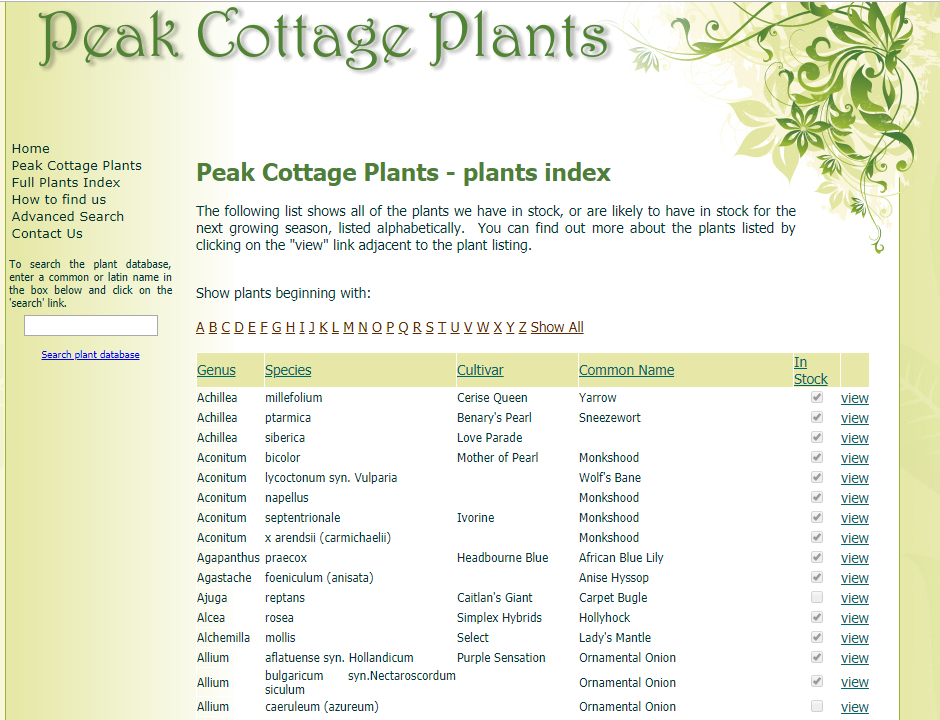 Peak Cottage Plants
Home
Peak Cottage Plants
Full Plants Index
How to find us
Advanced Search
Contact Us
To search the plant database,
enter a common or latin name in
the box below and click on the
'search' link.
Search plant database
Peak Cottage Plants - plants index
The following list shows all of the plants we have in stock, or are likely to have in stock for the
next growing season, listed alphabetically. You can find out more about the plants listed by
clicking on the "view" link adjacent to the plant listing.
Show plants beginning with:
A B C D E F G H I J K L M N O P Q R S T U V W X Y Z Show All
Genus Species Cultivar Common Name In Stock
Achillea millefolium Cerise Queen Yarrow view
Achillea ptarmica Benary's Pearl Sneezewort view
Achillea siberica Love Parade view
Aconitum bicolor Mother of Pearl Monkshood view
Aconitum lycoctonum syn. Vulparia Wolf's Bane view
Aconitum napellus Monkshood view
Aconitum septentrionale Ivorine Monkshood view
Aconitum x arendsii (carmichaelii) Monkshood view
Agapanthus praecox Headbourne Blue African Blue Lily view
Agastache foeniculum (anisata) Anise Hyssop view
Ajuga reptans Caitlan's Giant Carpet Bugle view
Alcea rosea Simplex Hybrids Hollyhock view
Alchemilla mollis Select Lady's Mantle view
Allium aflatuense syn. Hollandicum Purple Sensation Ornamental Onion view
Allium bulgaricum syn.Nectaroscordum siculum Ornamental Onion view
Allium caeruleum (azureum) Ornamental Onion view